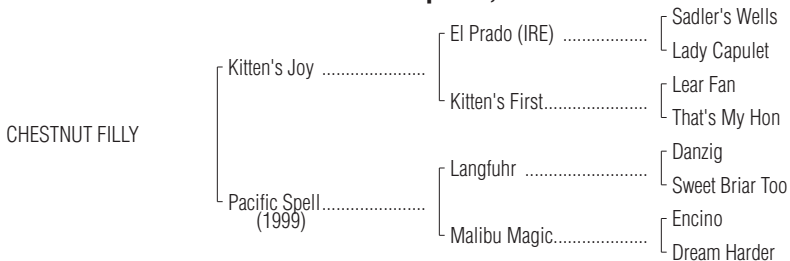 Sadler's Wells
El Prado (IRE) ..................
Lady Capulet
Kitten's Joy ......................
Lear Fan
Kitten's First......................
That's My Hon
CHESTNUT FILLY
Danzig
Langfuhr ..........................
Sweet Briar Too
Pacific Spell......................
(1999)
Encino
Malibu Magic....................
Dream Harder